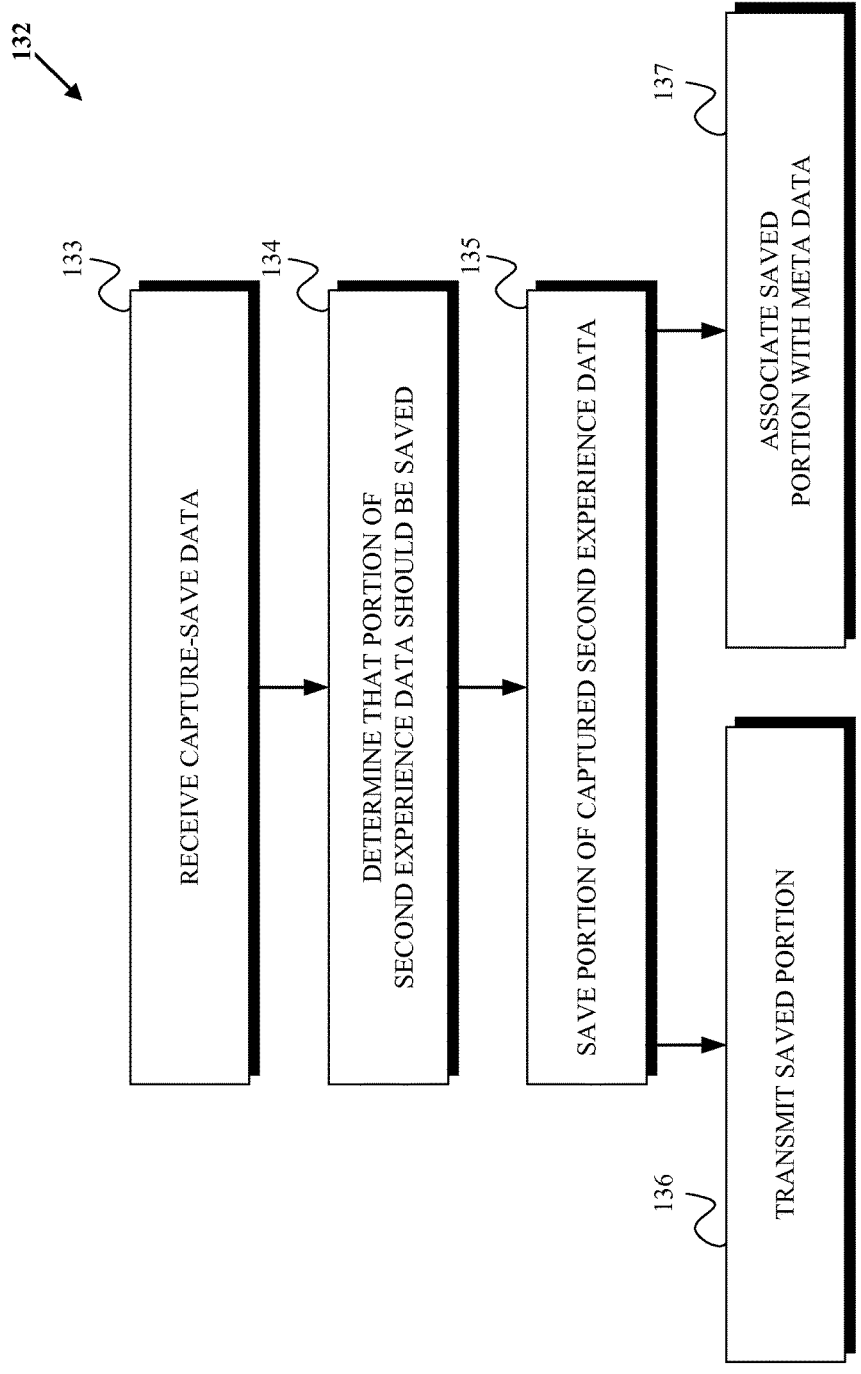 132
133
RECEIVE CAPTURE-SAVE DATA
134
DETERMINE THAT PORTION OF
SECOND EXPERIENCE DATA SHOULD BE SAVED
135
SAVE PORTION OF CAPTURED SECOND EXPERIENCE DATA
136
TRANSMIT SAVED PORTION
137
ASSOCIATE SAVED
PORTION WITH META DATA